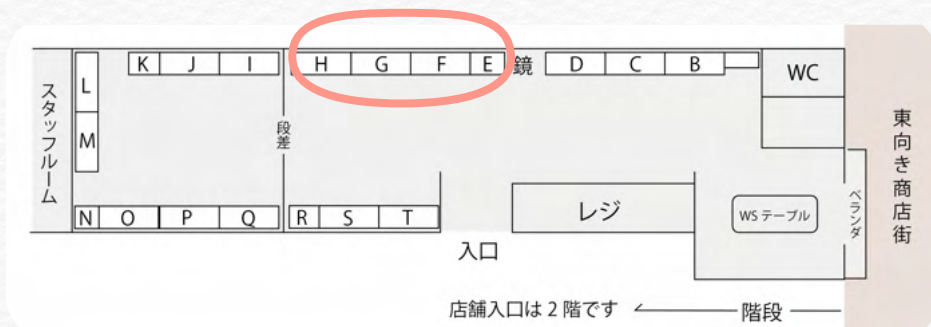 K J I H G F E 鏡 D C B WC
L
M
スタッフルーム
段差
東向き商店街
ベランダ
N O P Q R S T
レジ
WSテーブル
入口
店舗入口は2階です
階段